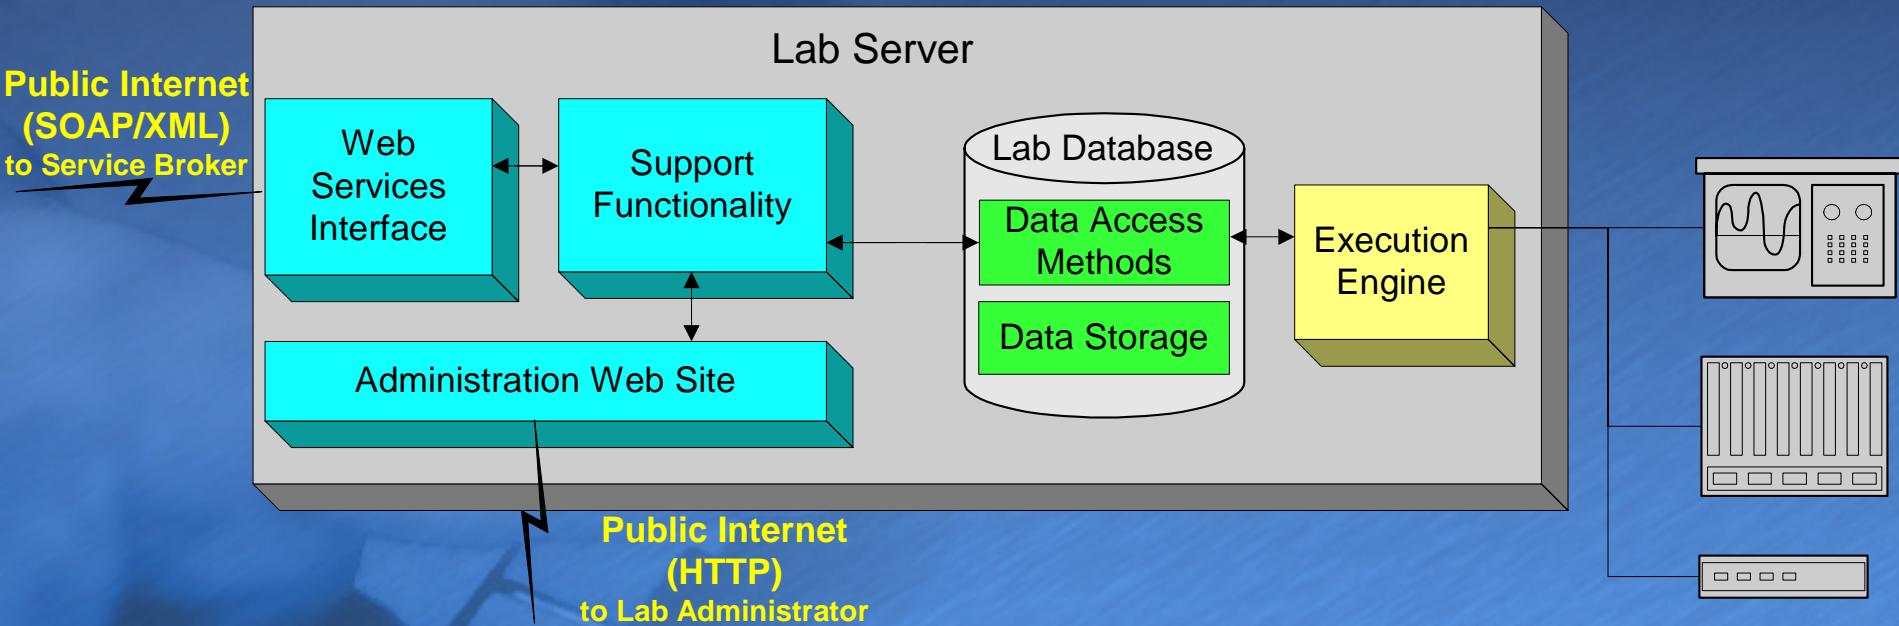 Lab Server
Public Internet
(SOAP/XML)
to Service Broker
Web
Services
Interface
Support
Functionality
Lab Database
Data Access
Methods
Data Storage
Execution
Engine
Administration Web Site
Public Internet
(HTTP)
to Lab Administrator